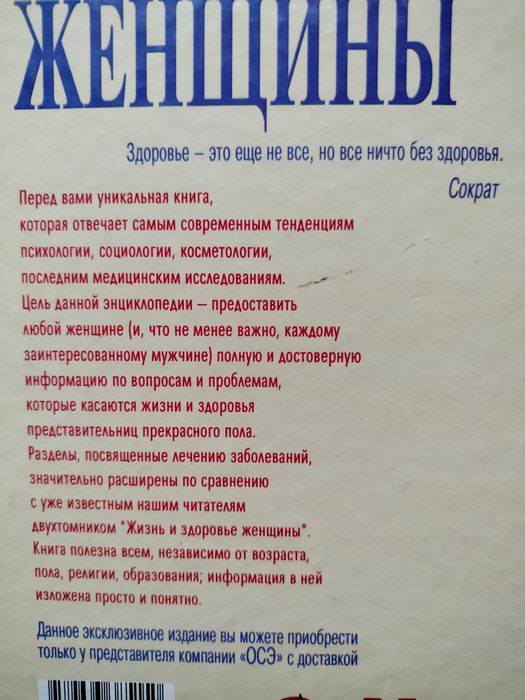 ЖЕНЩИНЫ
Здоровье – это еще не все, но все ничто без здоровья.
Сократ
Перед вами уникальная книга,
которая отвечает самым современным тенденциям
психологии, социологии, косметологии,
последним медицинским исследованиям.
Цель данной энциклопедии – предоставить
любой женщине (и, что не менее важно, каждому
заинтересованному мужчине) полную и достоверную
информацию по вопросам и проблемам,
которые касаются жизни и здоровья
представительниц прекрасного пола.
Разделы, посвященные лечению заболеваний,
значительно расширены по сравнению
с уже известным нашим читателям
двухтомником "Жизнь и здоровье женщины".
Книга полезна всем, независимо от возраста,
пола, религии, образования; информация в ней
изложена просто и понятно.
Данное эксклюзивное издание вы можете приобрести
только у представителя компании «ОСЭ» с доставкой